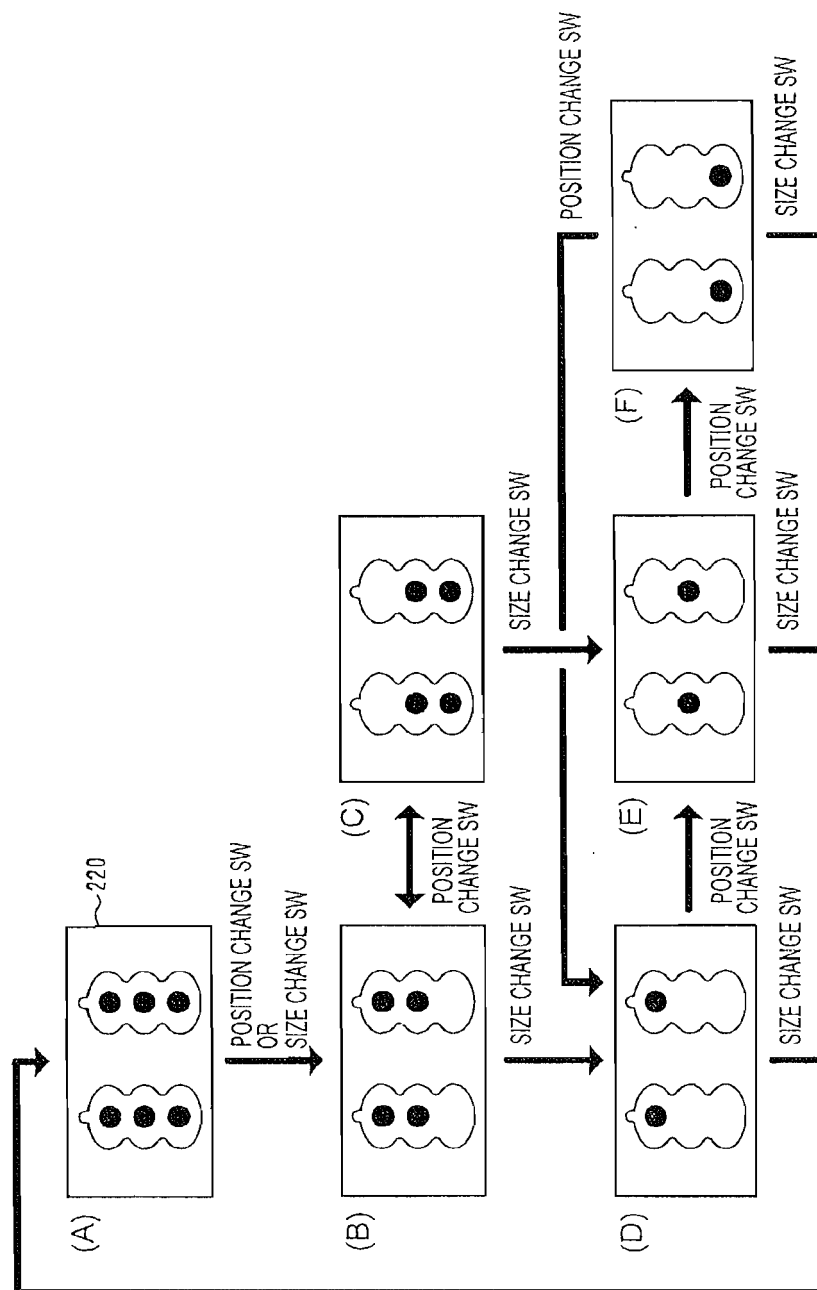 (A)
220
POSITION CHANGE SW
OR
SIZE CHANGE SW
(B)
POSITION
CHANGE SW
(C)
SIZE CHANGE SW
SIZE CHANGE SW
POSITION CHANGE SW
(D)
POSITION
CHANGE SW
(E)
POSITION
CHANGE SW
(F)
SIZE CHANGE SW
SIZE CHANGE SW
SIZE CHANGE SW